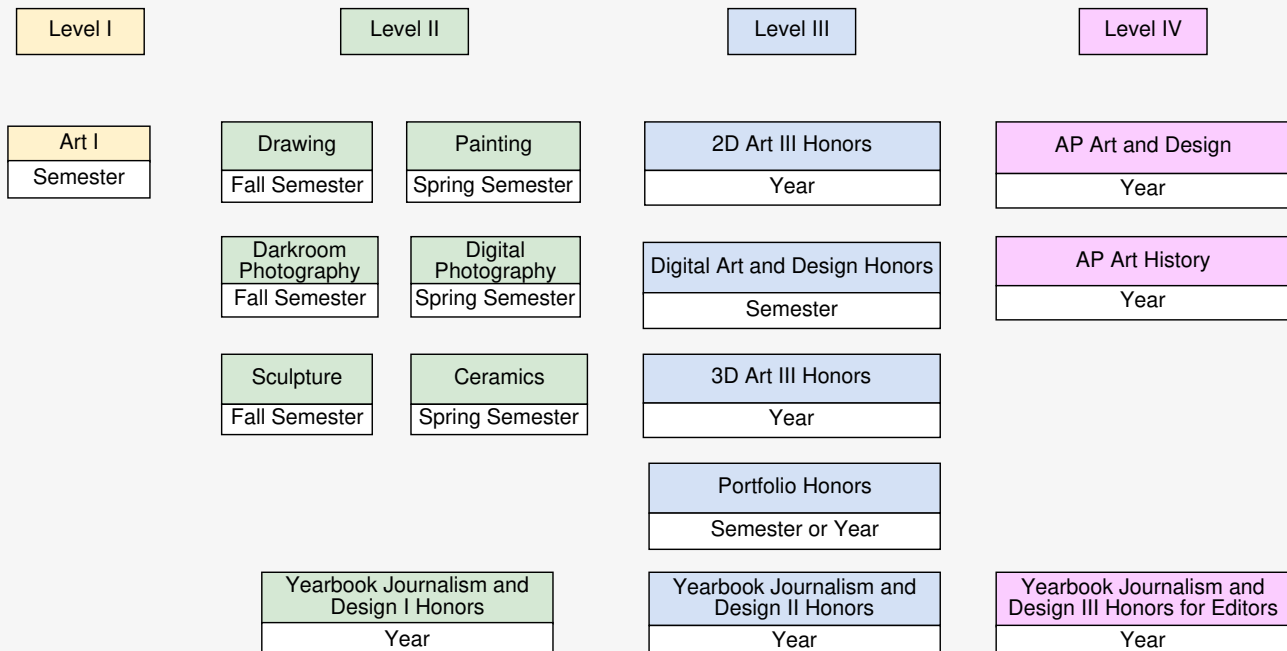 Level I
Level II
Level III
Level IV
Art I
Semester
Drawing
Fall Semester
Painting
Spring Semester
2D Art III Honors
Year
AP Art and Design
Year
Darkroom
Photography
Fall Semester
Digital
Photography
Spring Semester
Digital Art and Design Honors
Semester
AP Art History
Year
Sculpture
Fall Semester
Ceramics
Spring Semester
3D Art III Honors
Year
Portfolio Honors
Semester or Year
Yearbook Journalism and
Design I Honors
Year
Yearbook Journalism and
Design II Honors
Year
Yearbook Journalism and
Design III Honors for Editors
Year